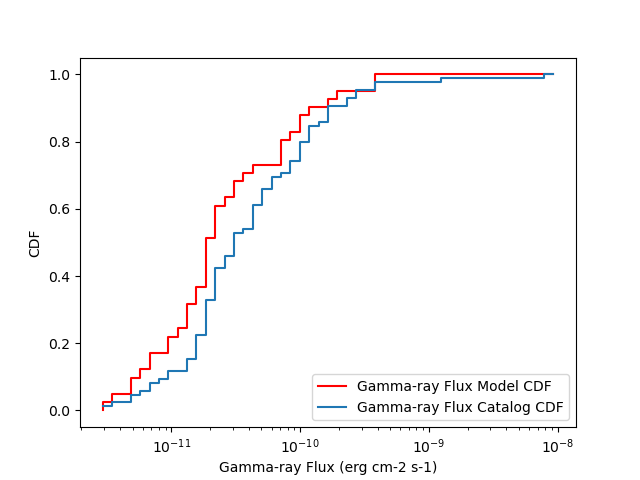 1.0
0.8
0.6
0.4
0.2
0.0
CDF
10⁻¹¹ 10⁻¹⁰ 10⁻⁹ 10⁻⁸
Gamma-ray Flux (erg cm-2 s-1)
Gamma-ray Flux Model CDF
Gamma-ray Flux Catalog CDF